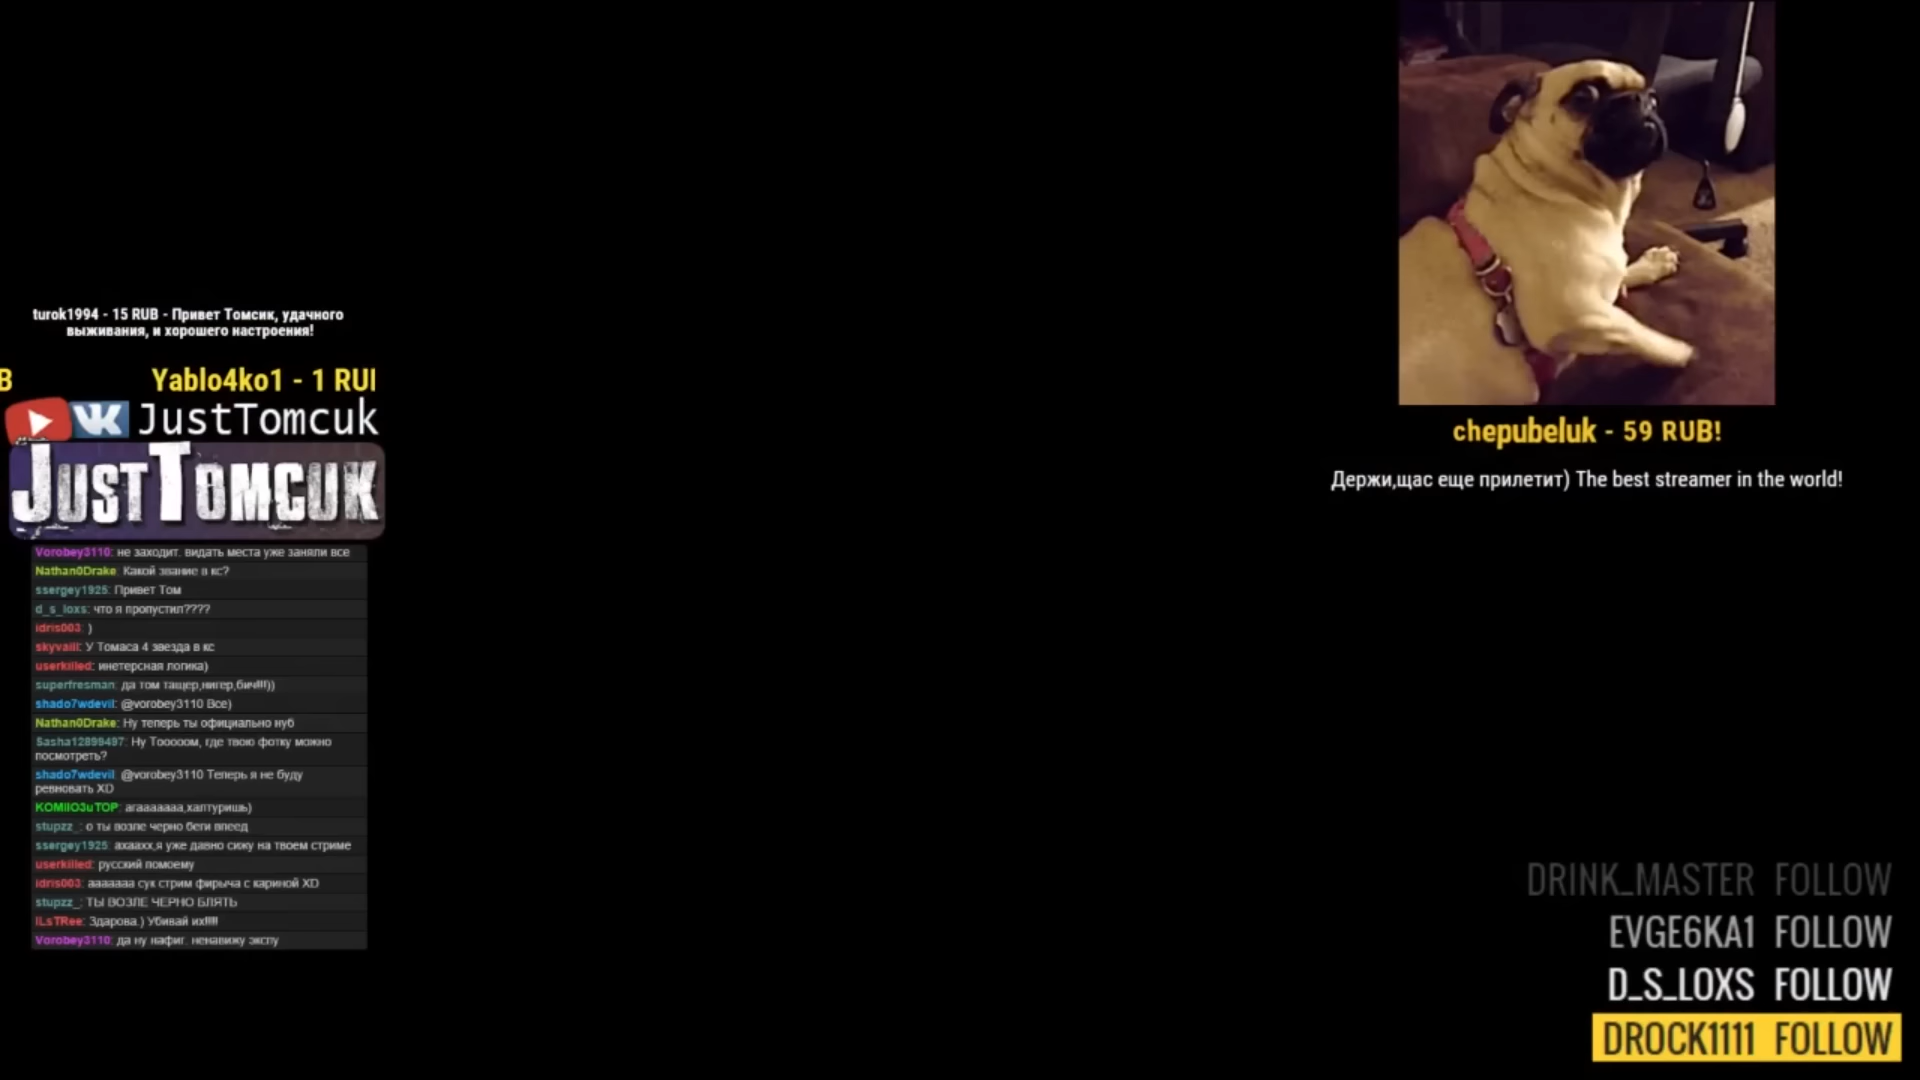 turok1994 - 15 RUB - Привет Томсик, удачного
выживания, и хорошего настроения!
B Yablo4ko1 - 1 RUI
VK JustTomcuk
JustTomcuk
Vorobey3110: не заходит. видать места уже заняли все
Nathan0Drake: Какой звание в кс?
ssergey1925: Привет Том
d_s_loxs: что я пропустил????
idris003: )
skyvaill: У Томаса 4 звезда в кс
userkilled: инетерсная логика)
superfresman: да том тащер,нигер,бич!!!))
shado7wdevil: @vorobey3110 Все)
Nathan0Drake: Ну теперь ты официально нуб
Sasha12899497: Ну Тооооом, где твою фотку можно
посмотреть?
shado7wdevil: @vorobey3110 Теперь я не буду
ревновать XD
KOMIIO3uTOP: агааааааа,халтуришь)
stupzz_: о ты возле черно беги впеед
ssergey1925: ахаахх,я уже давно сижу на твоем стриме
userkilled: русский помоему
idris003: ааааааа сук стрим фирыча с кариной XD
stupzz_: ТЫ ВОЗЛЕ ЧЕРНО БЛЯТЬ
ILsTRee: Здарова.) Убивай их!!!!!
Vorobey3110: да ну нафиг. ненавижу экспу
chepubeluk - 59 RUB!
Держи,щас еще прилетит) The best streamer in the world!
DRINK_MASTER FOLLOW
EVGE6KA1 FOLLOW
D_S_LOXS FOLLOW
DROCK1111 FOLLOW